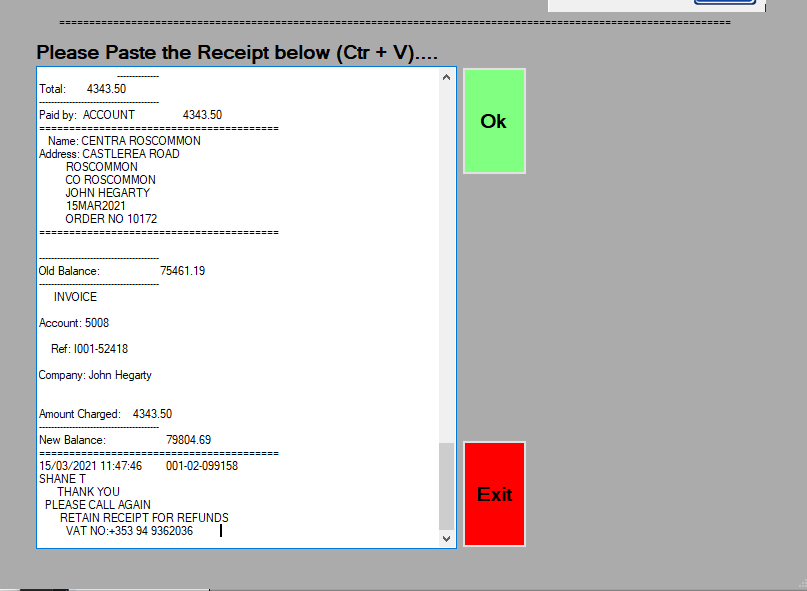 ========================================
Please Paste the Receipt below (Ctr + V)....
--------------
Total: 4343.50
----------------------------------------
Paid by: ACCOUNT 4343.50
========================================
Name: CENTRA ROSCOMMON
Address: CASTLEREA ROAD
ROSCOMMON
CO ROSCOMMON
JOHN HEGARTY
15MAR2021
ORDER NO 10172
========================================
----------------------------------------
Old Balance: 75461.19
----------------------------------------
INVOICE
Account: 5008
Ref: I001-52418
Company: John Hegarty
Amount Charged: 4343.50
----------------------------------------
New Balance: 79804.69
========================================
15/03/2021 11:47:46 001-02-099158
SHANE T
THANK YOU
PLEASE CALL AGAIN
RETAIN RECEIPT FOR REFUNDS
VAT NO:+353 94 9362036
Ok
Exit